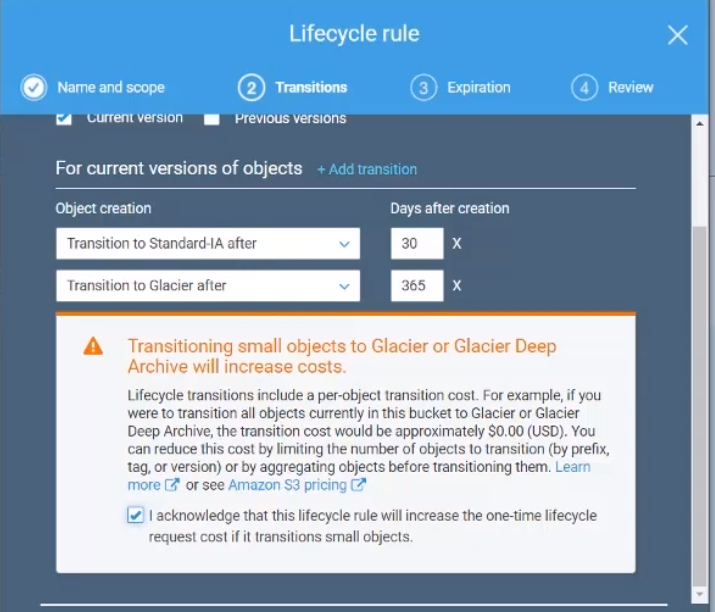 Lifecycle rule
Name and scope
2 Transitions
3 Expiration
4 Review
Current version Previous versions
For current versions of objects + Add transition
Object creation Days after creation
Transition to Standard-IA after 30 X
Transition to Glacier after 365 X
Transitioning small objects to Glacier or Glacier Deep
Archive will increase costs.
Lifecycle transitions include a per-object transition cost. For example, if you
were to transition all objects currently in this bucket to Glacier or Glacier
Deep Archive, the transition cost would be approximately $0.00 (USD). You
can reduce this cost by limiting the number of objects to transition (by prefix,
tag, or version) or by aggregating objects before transitioning them. Learn
more or see Amazon S3 pricing
I acknowledge that this lifecycle rule will increase the one-time lifecycle
request cost if it transitions small objects.